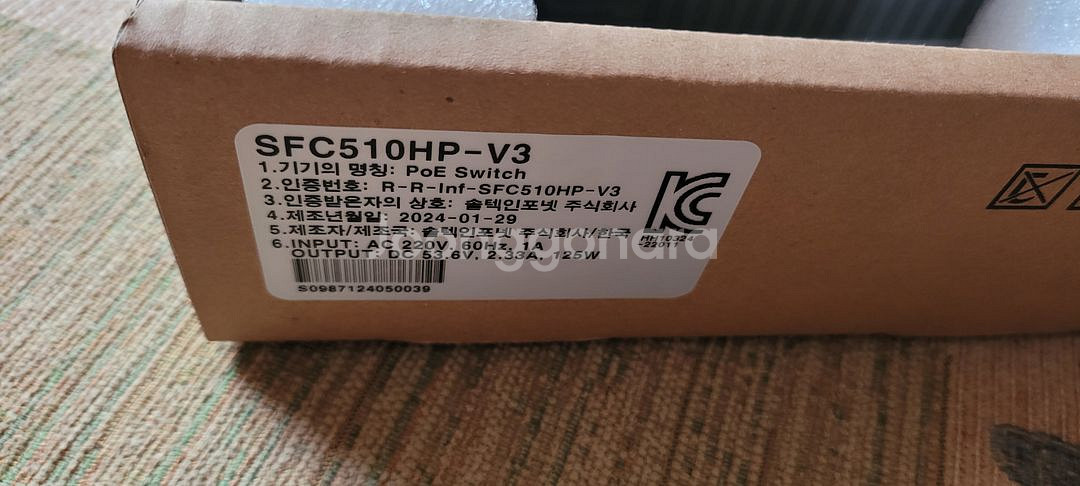 SFC510HP-V3
1.기기의 명칭: PoE Switch
2.인증번호: R-R-Inf-SFC510HP-V3
3.인증받은자의 상호: 솔텍인포넷 주식회사
4.제조년월일: 2024-01-29
5.제조자/제조국: 솔텍인포넷 주식회사/한국
6.INPUT: AC 220V, 60Hz, 1A
OUTPUT: DC 53.6V, 2.33A, 125W
S0987124050039
HH10324
-22011
joonggonara